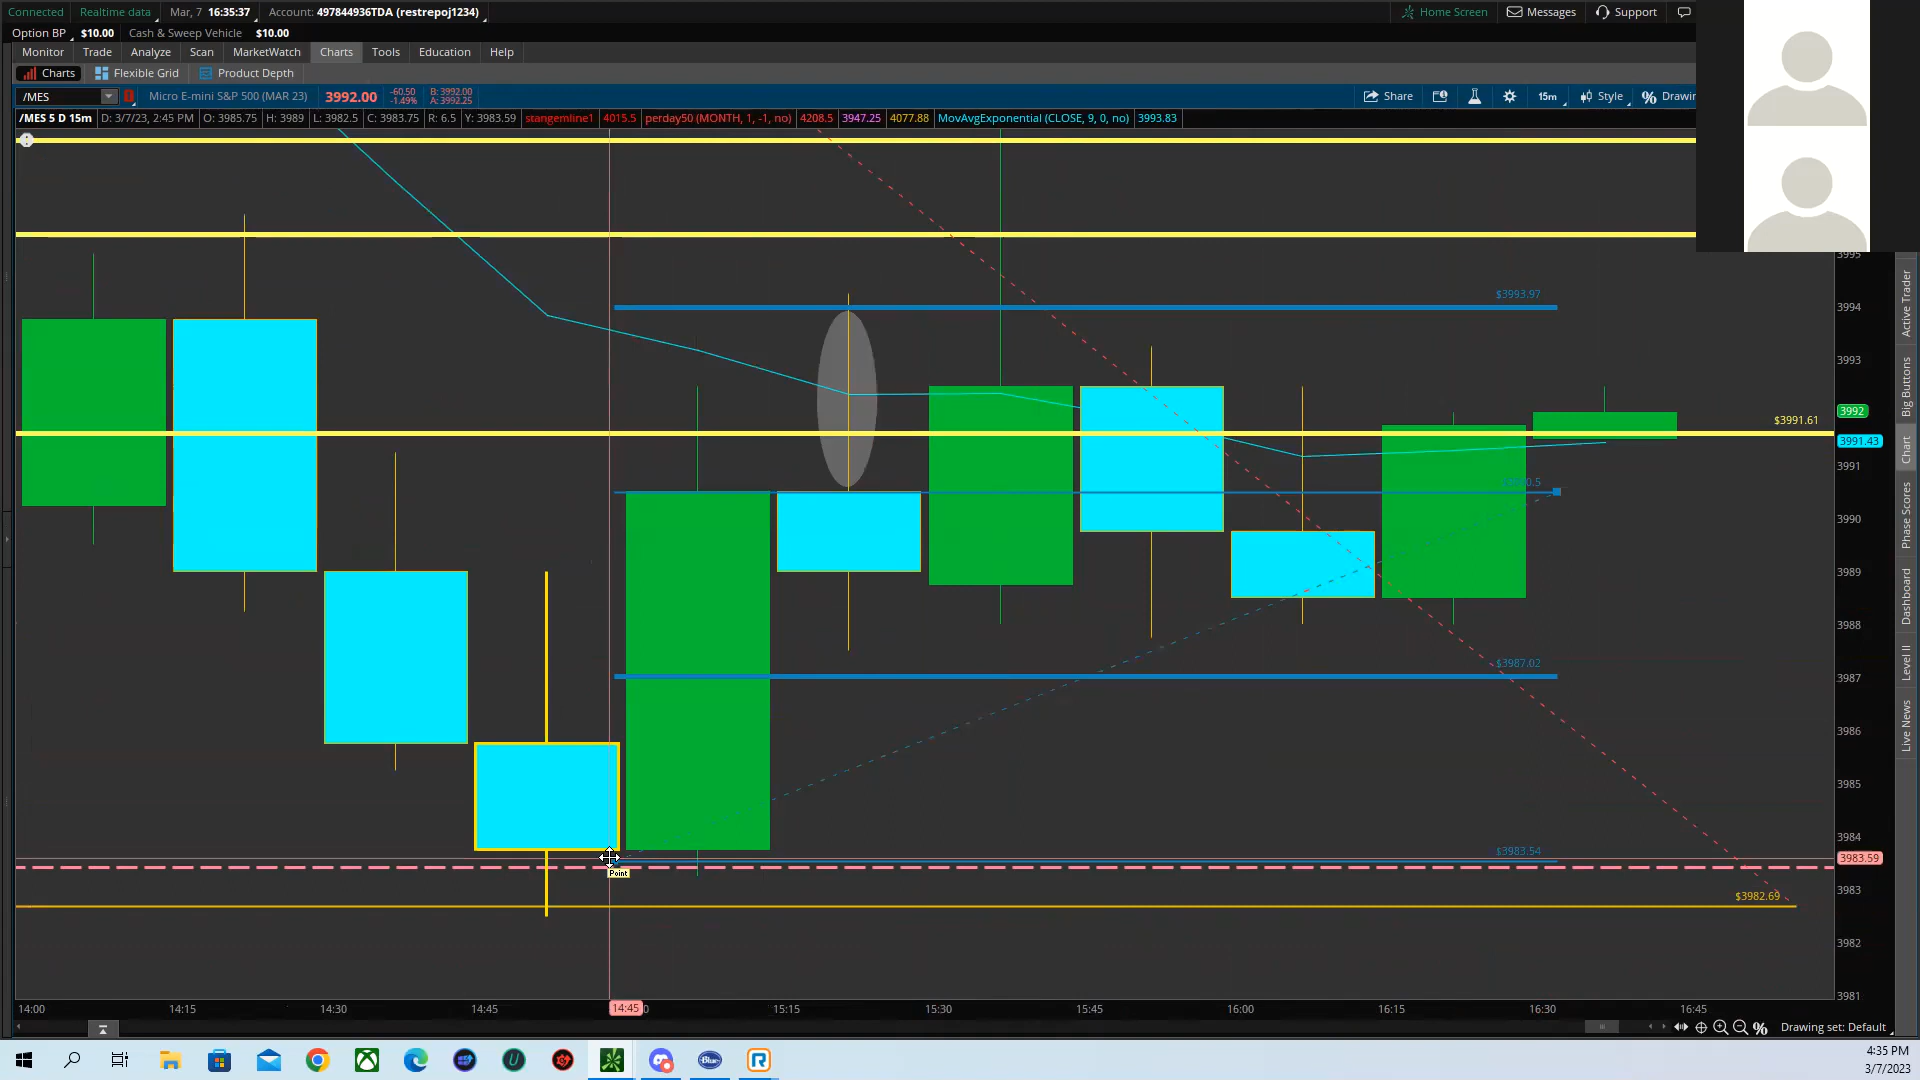 Connected Realtime data Mar, 7 16:35:37 Account: 497844936TDA (restrepoj1234) Home Screen Messages Support
Option BP $10.00 Cash & Sweep Vehicle $10.00
Monitor Trade Analyze Scan MarketWatch Charts Tools Education Help
Charts Flexible Grid Product Depth
/MES Micro E-mini S&P 500 (MAR 23) 3992.00 -60.50 -1.49% B: 3992.00 A: 3992.25 Share 15m Style Drawin
/MES 5 D 15m D: 3/7/23, 2:45 PM O: 3985.75 H: 3989 L: 3982.5 C: 3983.75 R: 6.5 Y: 3983.59 stangemline1 4015.5 perday50 (MONTH, 1, -1, no) 4208.5 3947.25 4077.88 MovAvgExponential (CLOSE, 9, 0, no) 3993.83
3995
$3993.97
3994
3993
3992
$3991.61
3991.43
3991
3990
3989
3988
$3987.02
3987
3986
3985
3984
$3983.54
3983.59
Point
3983
$3982.69
3982
3981
14:00 14:15 14:30 14:45 14:45 15:15 15:30 15:45 16:00 16:15 16:30 16:45
Drawing set: Default
Active Trader
Big Buttons
Chart
Phase Scores
Dashboard
Level II
Live News
Blue
4:35 PM
3/7/2023